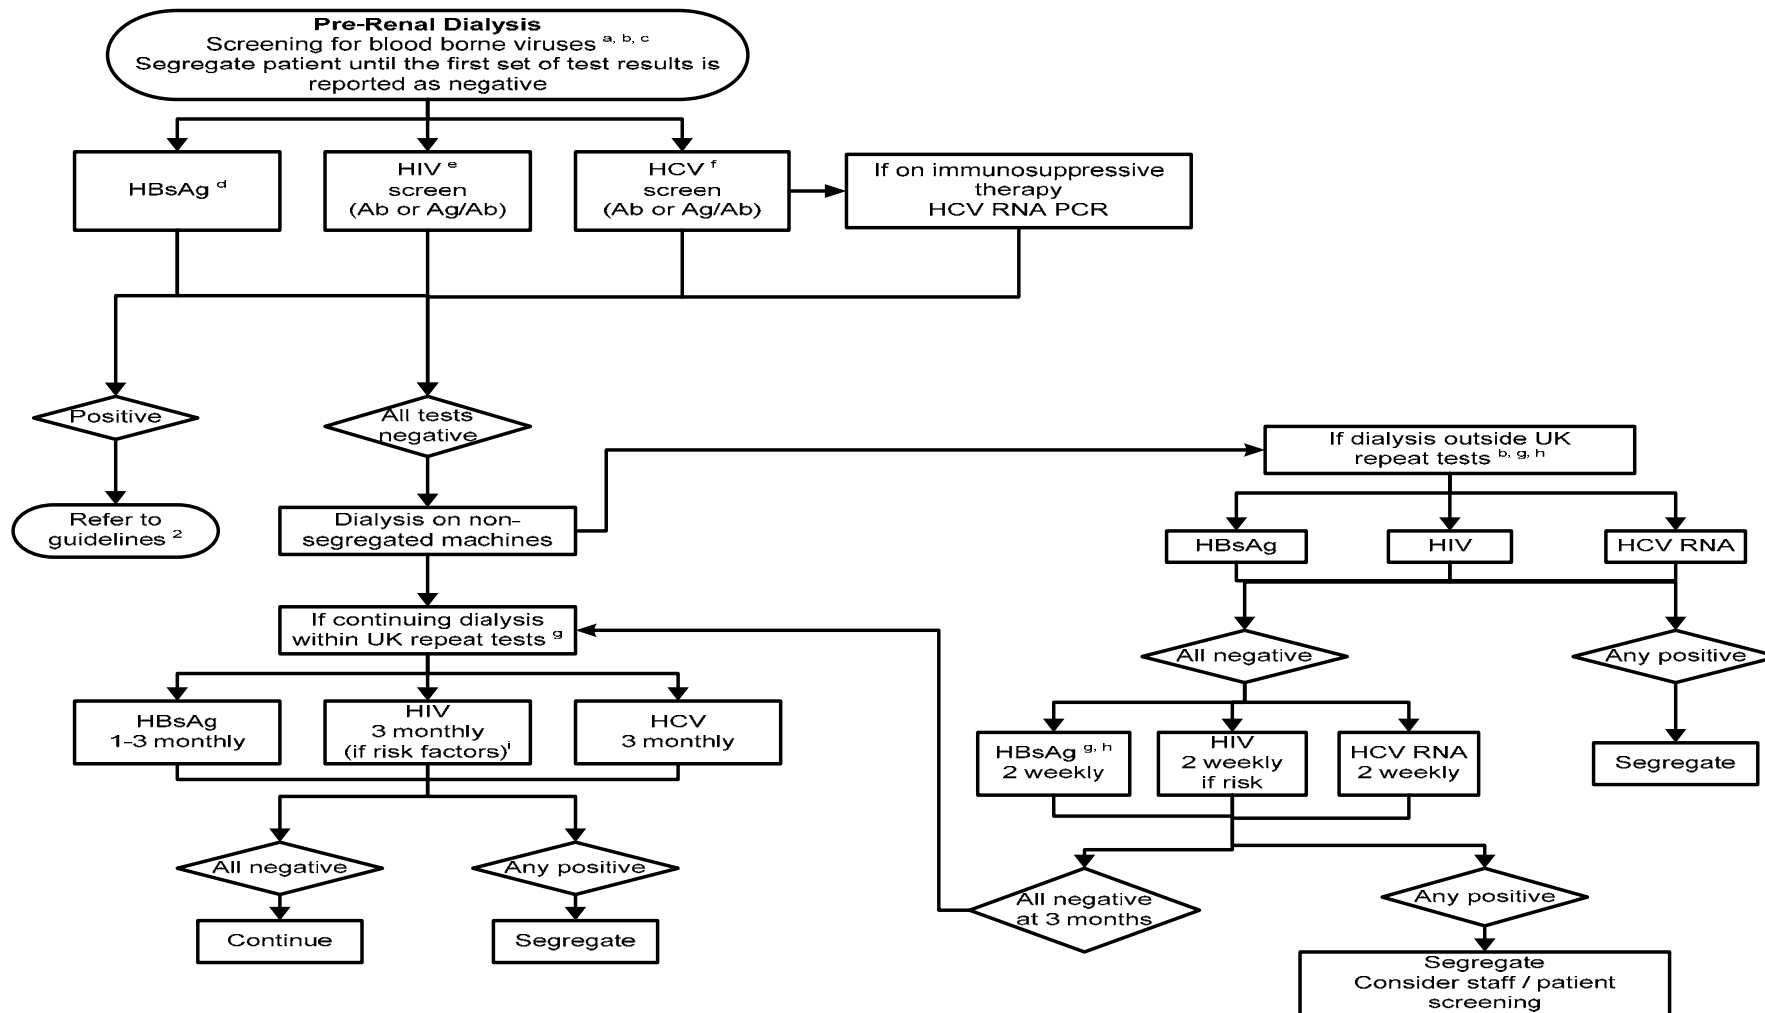 Pre-Renal Dialysis
Screening for blood borne viruses a, b, c
Segregate patient until the first set of test results is
reported as negative
HBsAg d
HIV e
screen
(Ab or Ag/Ab)
HCV f
screen
(Ab or Ag/Ab)
If on immunosuppressive
therapy
HCV RNA PCR
Positive
All tests
negative
Refer to
guidelines 2
Dialysis on non-
segregated machines
If dialysis outside UK
repeat tests b, g, h
HBsAg
HIV
HCV RNA
If continuing dialysis
within UK repeat tests g
All negative
Any positive
HBsAg
1-3 monthly
HIV
3 monthly
(if risk factors)i
HCV
3 monthly
HBsAg g, h
2 weekly
HIV
2 weekly
if risk
HCV RNA
2 weekly
Segregate
All negative
Any positive
All negative
at 3 months
Any positive
Continue
Segregate
Segregate
Consider staff / patient
screening